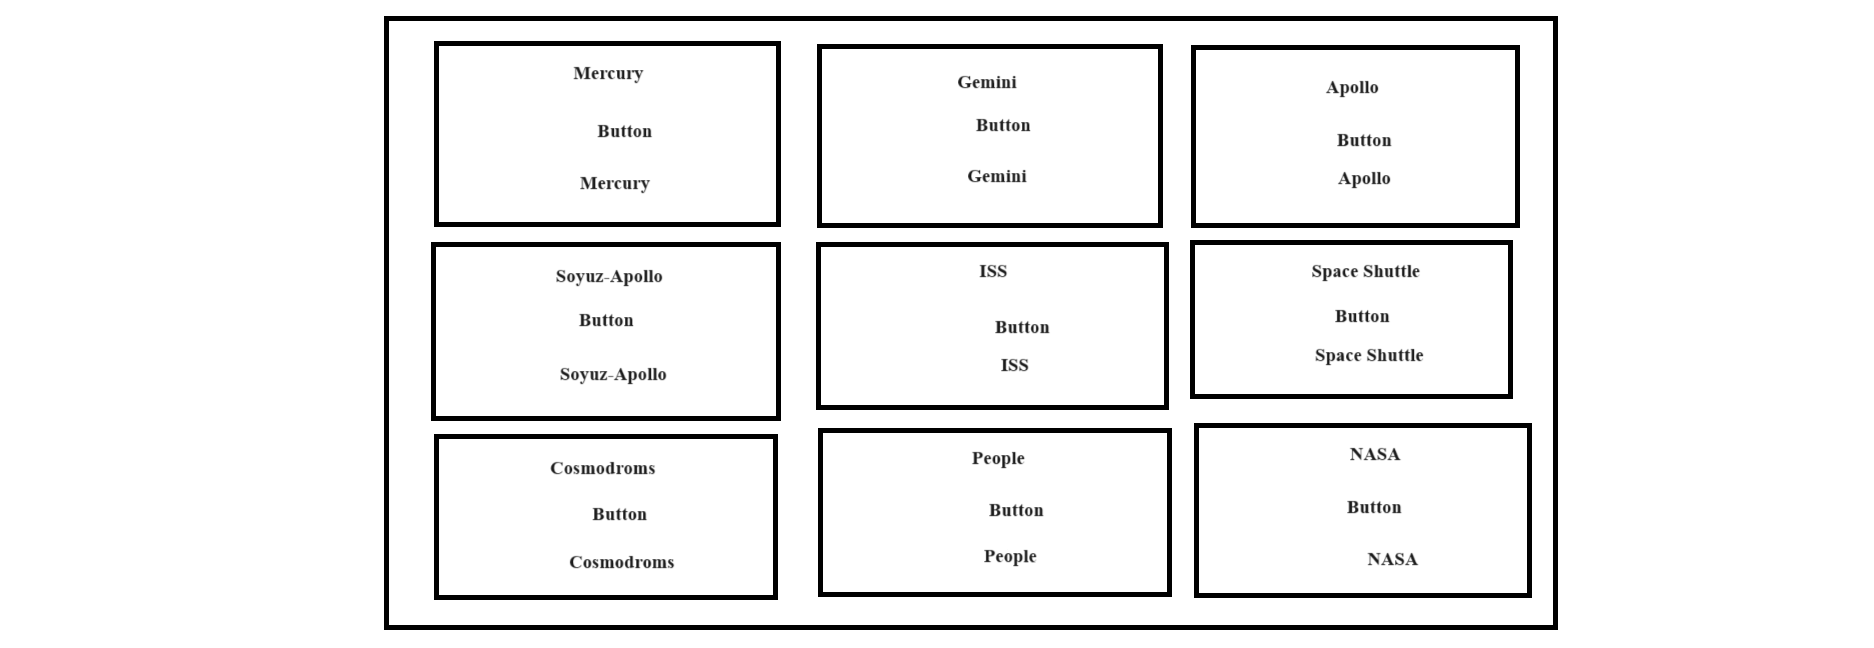 Mercury
Button
Mercury
Gemini
Button
Gemini
Apollo
Button
Apollo
Soyuz-Apollo
Button
Soyuz-Apollo
ISS
Button
ISS
Space Shuttle
Button
Space Shuttle
Cosmodroms
Button
Cosmodroms
People
Button
People
NASA
Button
NASA